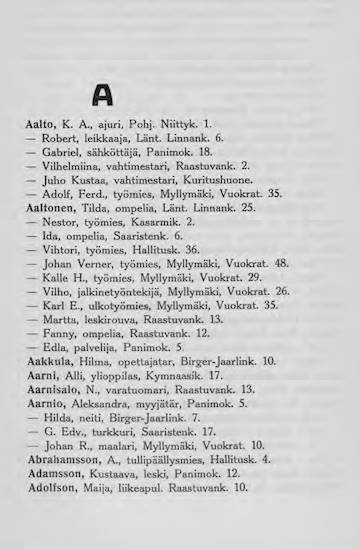 A
Aalto, K. A., ajuri, Pohj. Niittyk. 1.
— Robert, leikkaaja, Länt. Linnank. 6.
— Gabriel, sähköttäjä, Panimok. 18.
— Vilhelmiina, vahtimestari, Raastuvank. 2.
— Juho Kustaa, vahtimestari, Kuritushuone.
— Adolf, Ferd., työmies, Myllymäki, Vuokrat. 35.
Aaltonen, Tilda, ompelia, Länt. Linnank. 25.
— Nestor, työmies, Kasarmik. 2.
— Ida, ompelia, Saaristenk. 6.
— Vihtori, työmies, Hallitusk. 36.
— Johan Verner, työmies, Myllymäki, Vuokrat. 48.
— Kalle H., työmies, Myllymäki, Vuokrat. 29.
— Vilho, jalkinetyöntekijä, Myllymäki, Vuokrat. 26.
— Karl E., ulkotyömies, Myllymäki, Vuokrat. 35.
— Martta, leskirouva, Raastuvank. 13.
— Fanny, ompelia, Raastuvank. 12.
— Edla, palvelija, Panimok. 5.
Aakkula, Hilma, opettajatar, Birger-Jaarlink. 10.
Aarni, Alli, ylioppilas, Kymnaasik. 17.
Aarnisalo, N., varatuomari, Raastuvank. 13.
Aarnio, Aleksandra, myyjätär, Panimok. 5.
— Hilda, neiti, Birger-Jaarlink. 7.
— G. Edv., turkkuri, Saaristenk. 17.
— Johan R., maalari, Myllymäki, Vuokrat. 10.
Abrahamsson, A., tullipäällysmies, Hallitusk. 4.
Adamsson, Kustaava, leski, Panimok. 12.
Adolfson, Maija, liikeapul. Raastuvank. 10.